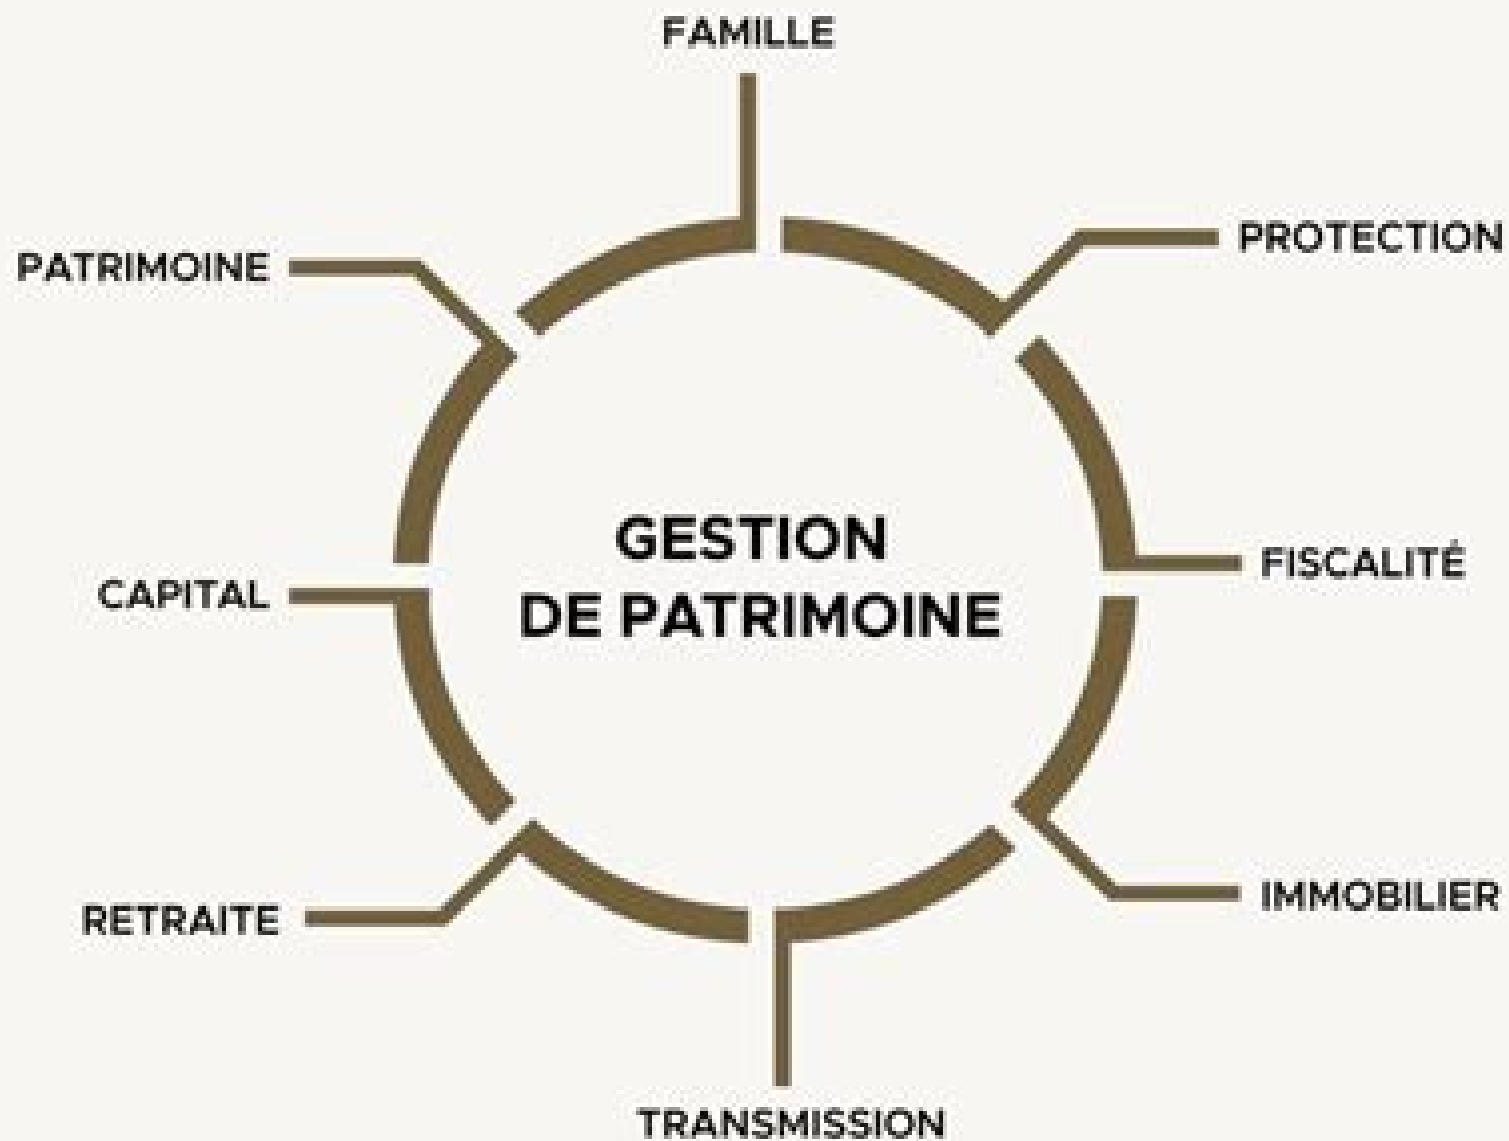 FAMILLE
PROTECTION
PATRIMOINE
GESTION
DE PATRIMOINE
FISCALITÉ
CAPITAL
IMMOBILIER
RETRAITE
TRANSMISSION